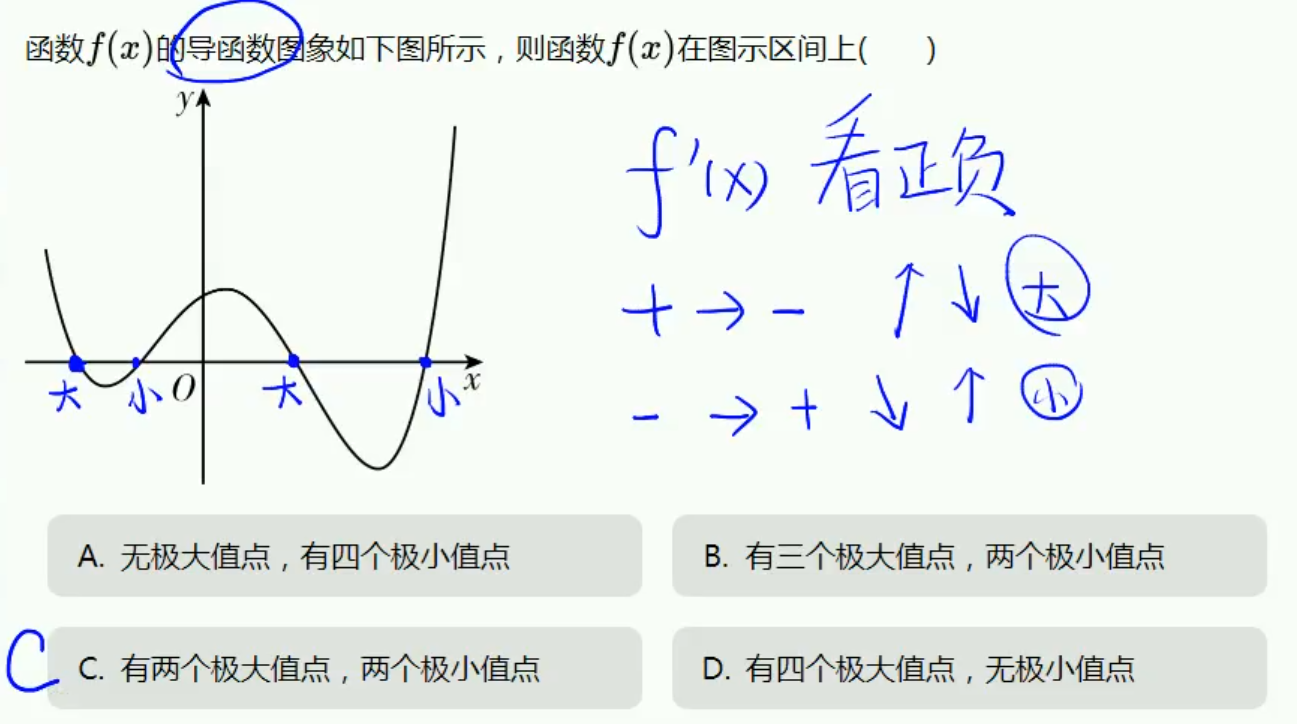 函数f(x)的导函数图象如下图所示，则函数f(x)在图示区间上(　　)
y
f'(x) 看正负
+ → - ↑ ↓ 大
大 小 O 大 小 x
- → + ↓ ↑ 小
A. 无极大值点，有四个极小值点
B. 有三个极大值点，两个极小值点
C C. 有两个极大值点，两个极小值点
D. 有四个极大值点，无极小值点